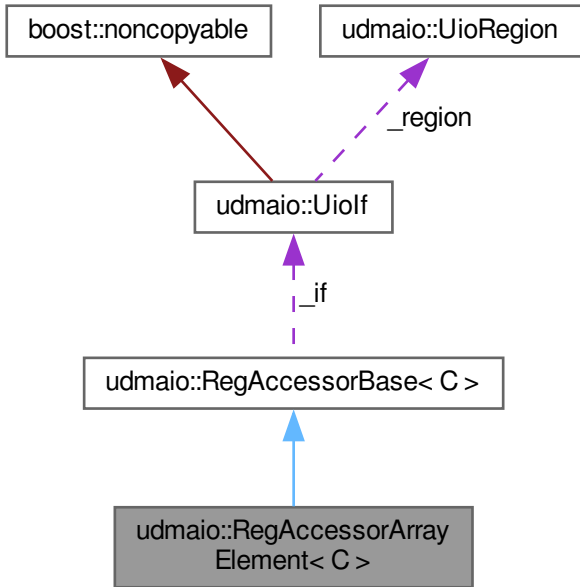 boost::noncopyable
udmaio::UioRegion
_region
udmaio::UioIf
_if
udmaio::RegAccessorBase< C >
udmaio::RegAccessorArray
Element< C >